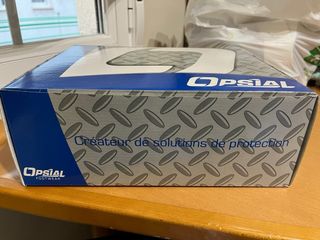 OPSIAL
Créateur de solutions de protection
OPSIAL
FOOTWEAR